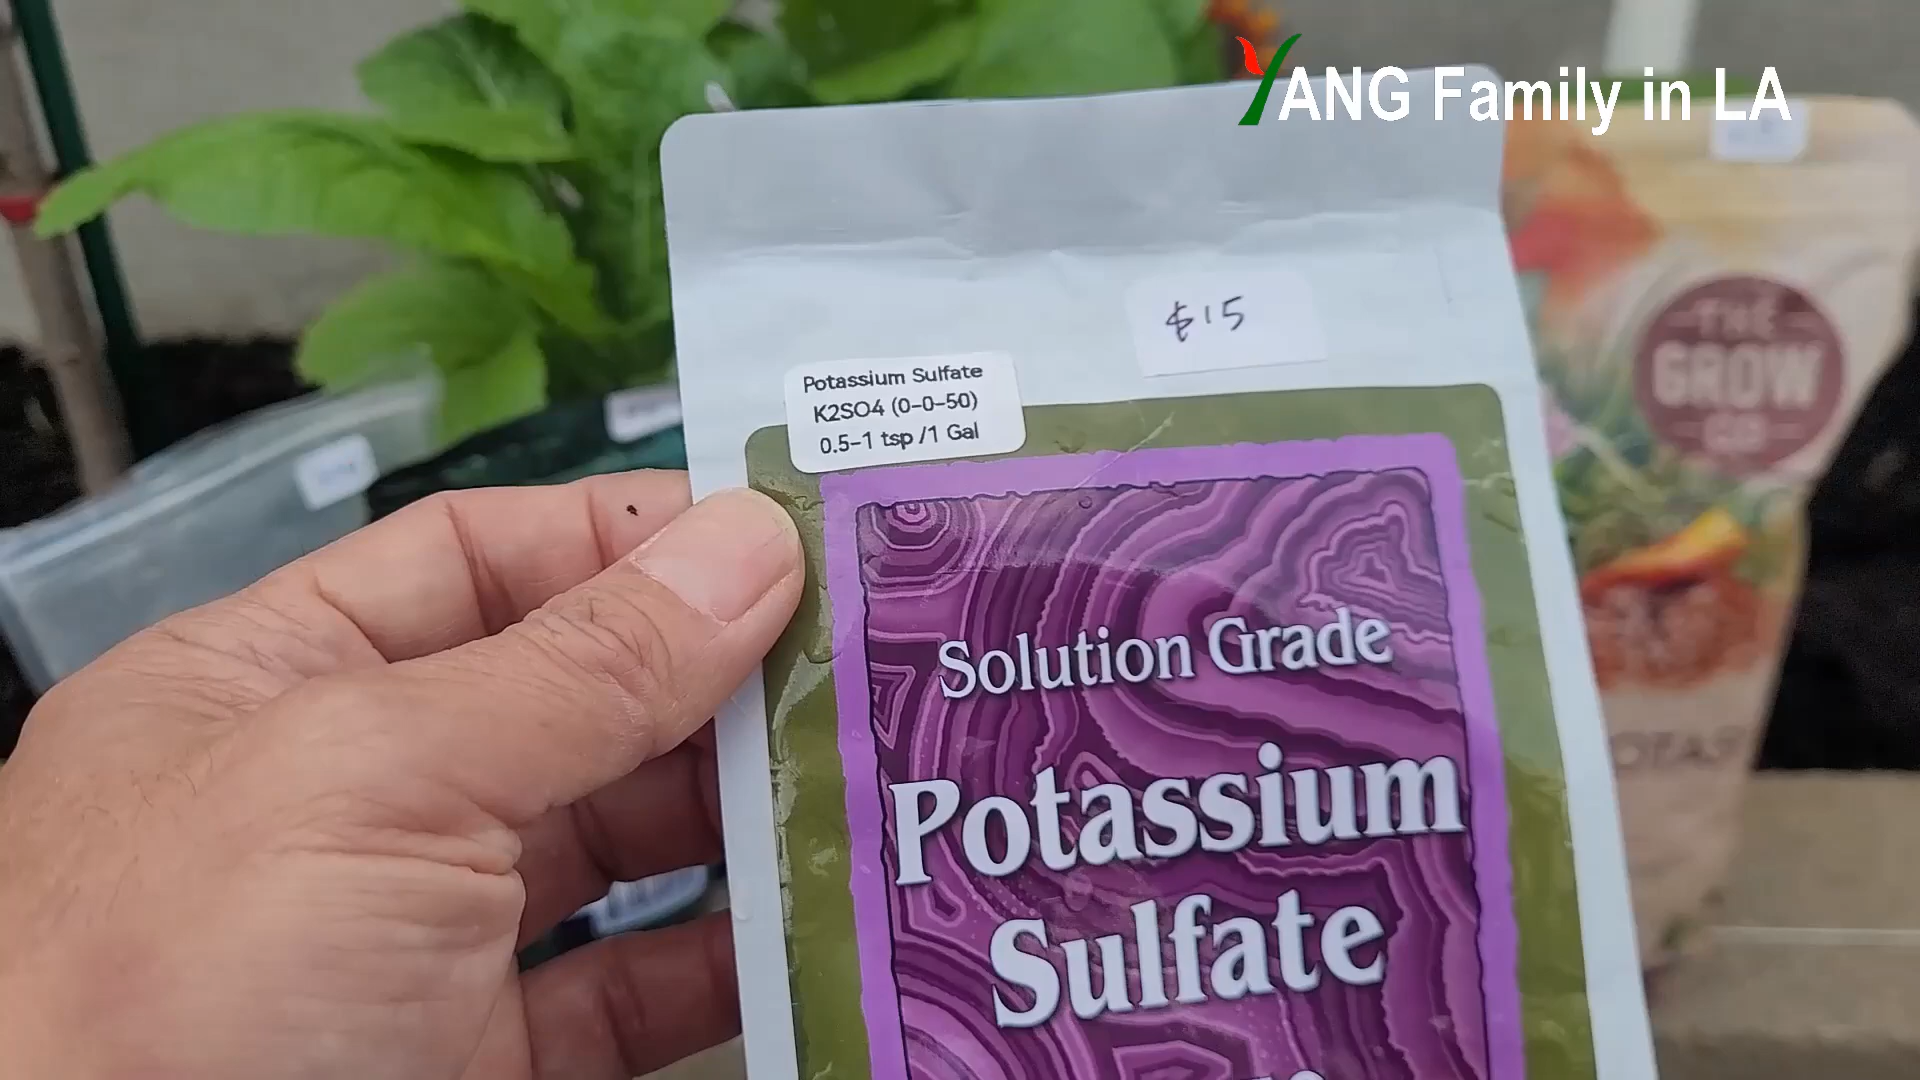 YANG Family in LA
$15
Potassium Sulfate
K2SO4 (0-0-50)
0.5-1 tsp /1 Gal
Solution Grade
Potassium
Sulfate
THE
GROW
CO